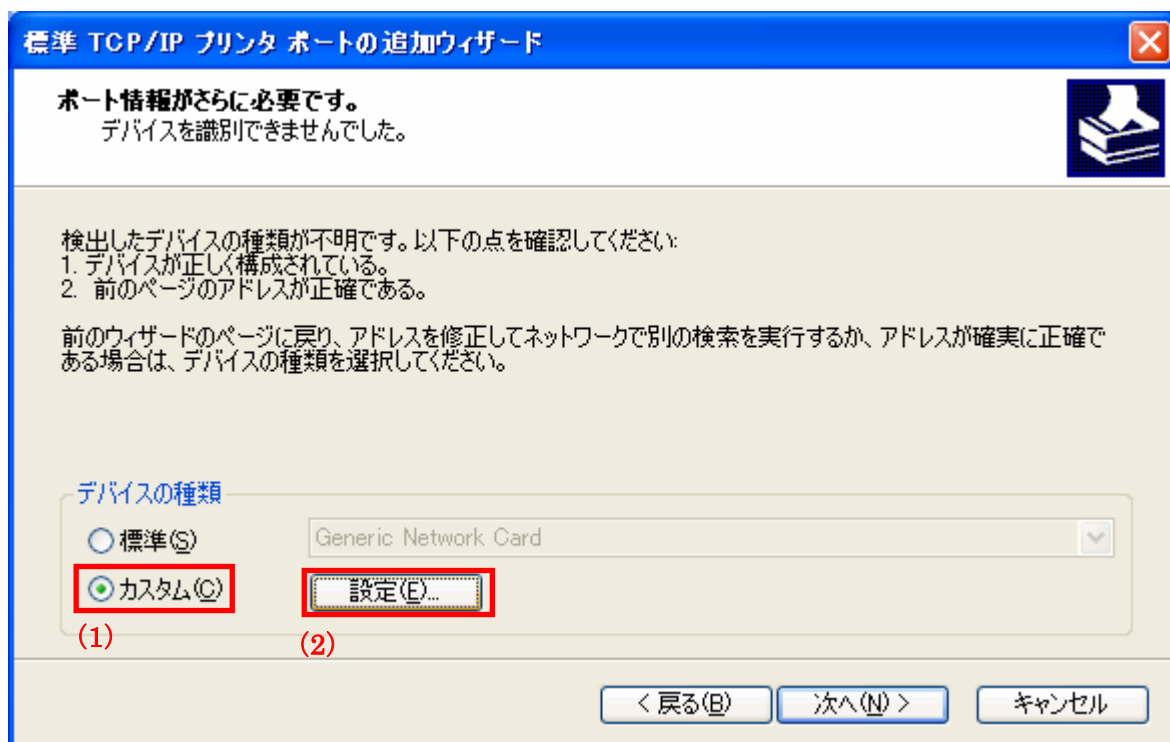 標準 TCP/IP プリンタ ポートの追加ウィザード
ポート情報がさらに必要です。
デバイスを識別できませんでした。
検出したデバイスの種類が不明です。以下の点を確認してください:
1. デバイスが正しく構成されている。
2. 前のページのアドレスが正確である。
前のウィザードのページに戻り、アドレスを修正してネットワークで別の検索を実行するか、アドレスが確実に正確で
ある場合は、デバイスの種類を選択してください。
デバイスの種類
標準(S) Generic Network Card
カスタム(C) 設定(E)...
(1) (2)
< 戻る(B) 次へ(N) > キャンセル